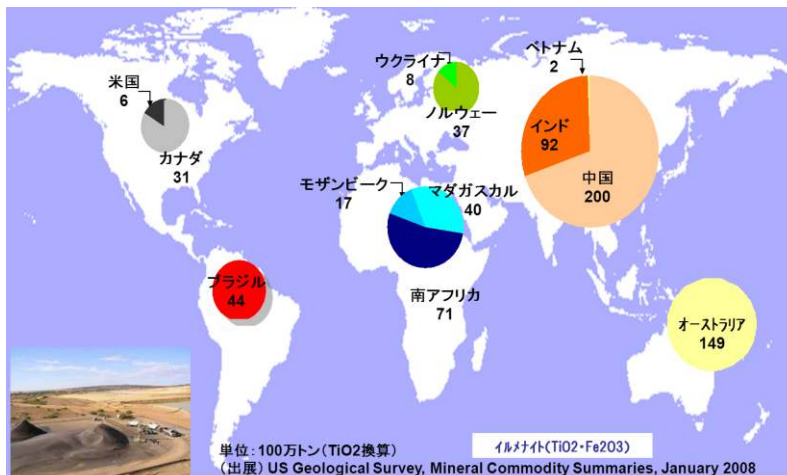 米国
6
カナダ
31
ウクライナ
8
ノルウェー
37
ベトナム
2
インド
92
中国
200
モザンビーク
17
マダガスカル
40
南アフリカ
71
ブラジル
44
オーストラリア
149
単位：100万トン（TiO2換算）
イルメナイト(TiO2・Fe2O3)
（出展） US Geological Survey, Mineral Commodity Summaries, January 2008